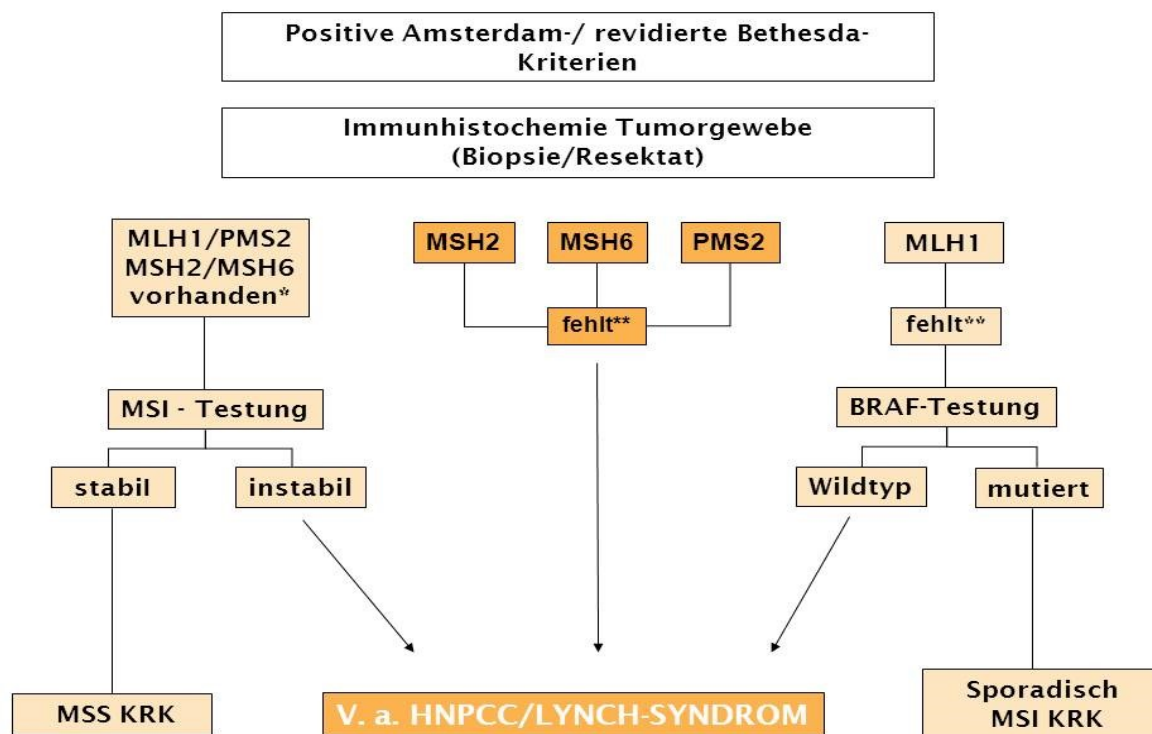 Positive Amsterdam-/ revidierte Bethesda-
Kriterien
Immunhistochemie Tumorgewebe
(Biopsie/Resektat)
MLH1/PMS2
MSH2/MSH6
vorhanden*
MSH2
MSH6
PMS2
fehlt**
MLH1
fehlt**
MSI - Testung
BRAF-Testung
stabil
instabil
Wildtyp
mutiert
MSS KRK
V. a. HNPCC/LYNCH-SYNDROM
Sporadisch
MSI KRK